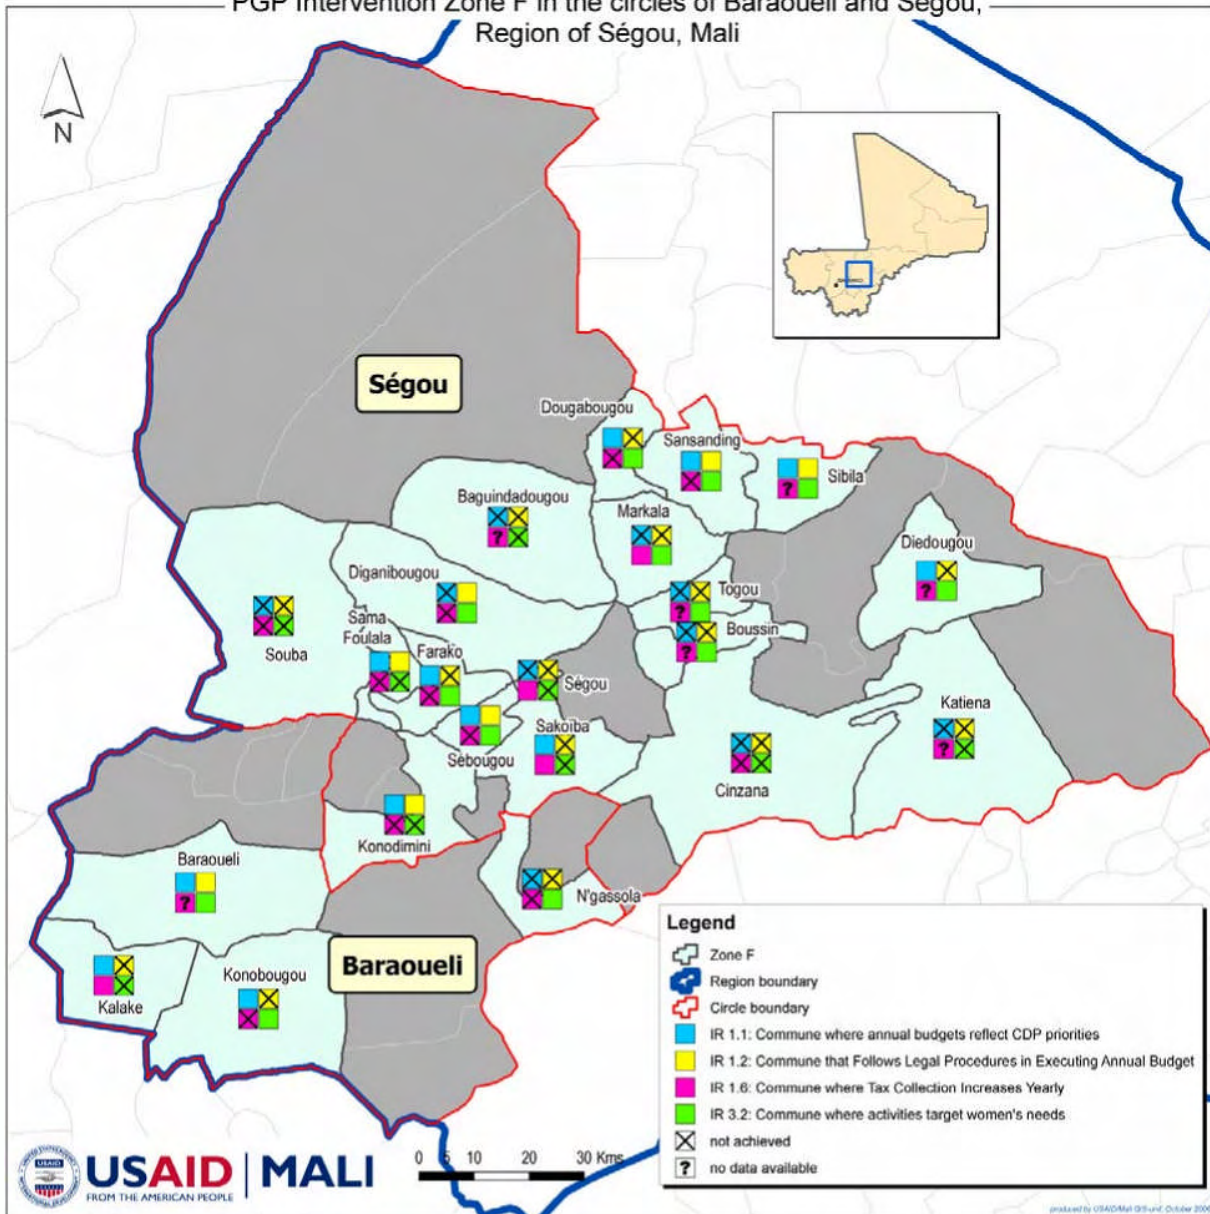 PGP Intervention Zone F in the circles of Baraoueli and Ségou,
Region of Ségou, Mali
N
Ségou
Dougabougou
Sansanding
Sibila
?
Baguindadougou
?
Markala
Diedougou
?
Diganibougou
Togou
?
Sama
Foulala
Boussin
?
Farako
Souba
Ségou
Katiena
?
Sakoïba
Sebougou
Cinzana
Konodimini
Baraoueli
?
N'gassola
Baraoueli
Konobougou
Kalake
Legend
Zone F
Region boundary
Circle boundary
IR 1.1: Commune where annual budgets reflect CDP priorities
IR 1.2: Commune that Follows Legal Procedures in Executing Annual Budget
IR 1.6: Commune where Tax Collection Increases Yearly
IR 3.2: Commune where activities target women's needs
not achieved
? no data available
USAID
USAID | MALI
FROM THE AMERICAN PEOPLE
0 5 10 20 30 Kms